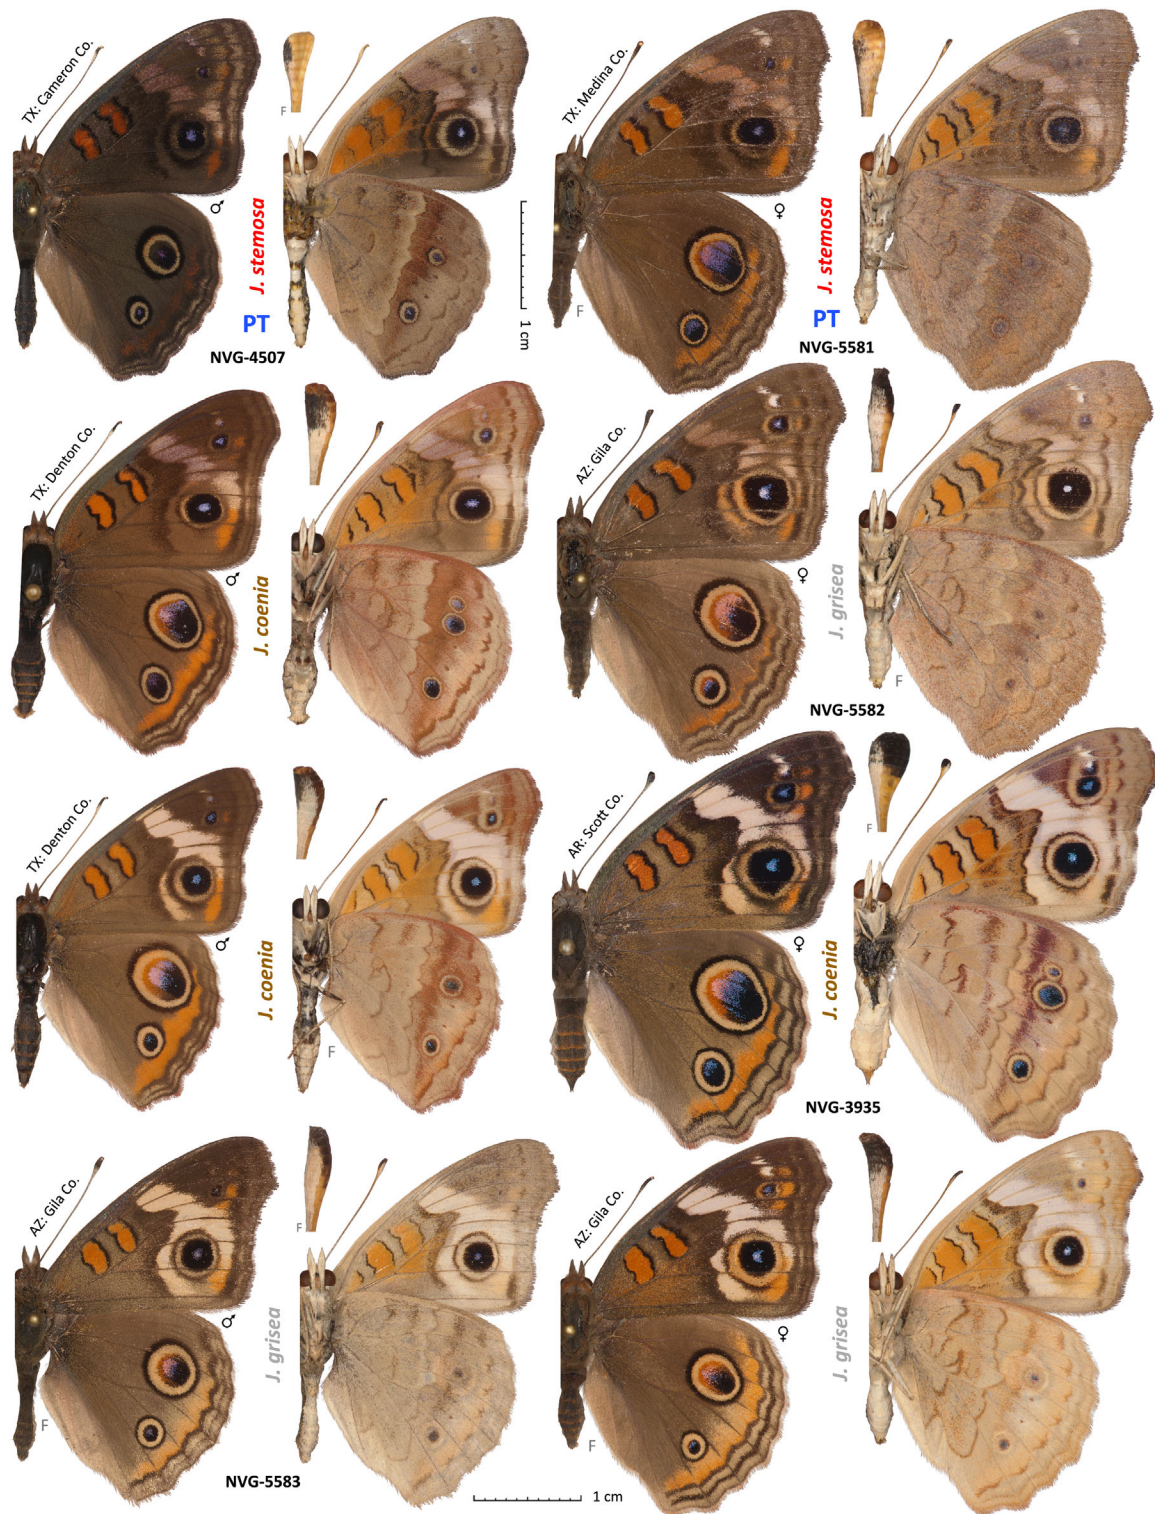 TX: Cameron Co.
F
♂
J. stemosa
PT
NVG-4507
1 cm
TX: Medina Co.
F
♀
J. stemosa
PT
NVG-5581
TX: Denton Co.
♂
J. coenia
AZ: Gila Co.
♀
J. grisea
F
NVG-5582
TX: Denton Co.
♂
J. coenia
F
AR: Scott Co.
F
♀
J. coenia
NVG-3935
AZ: Gila Co.
F
♂
J. grisea
F
NVG-5583
1 cm
AZ: Gila Co.
♀
J. grisea
F